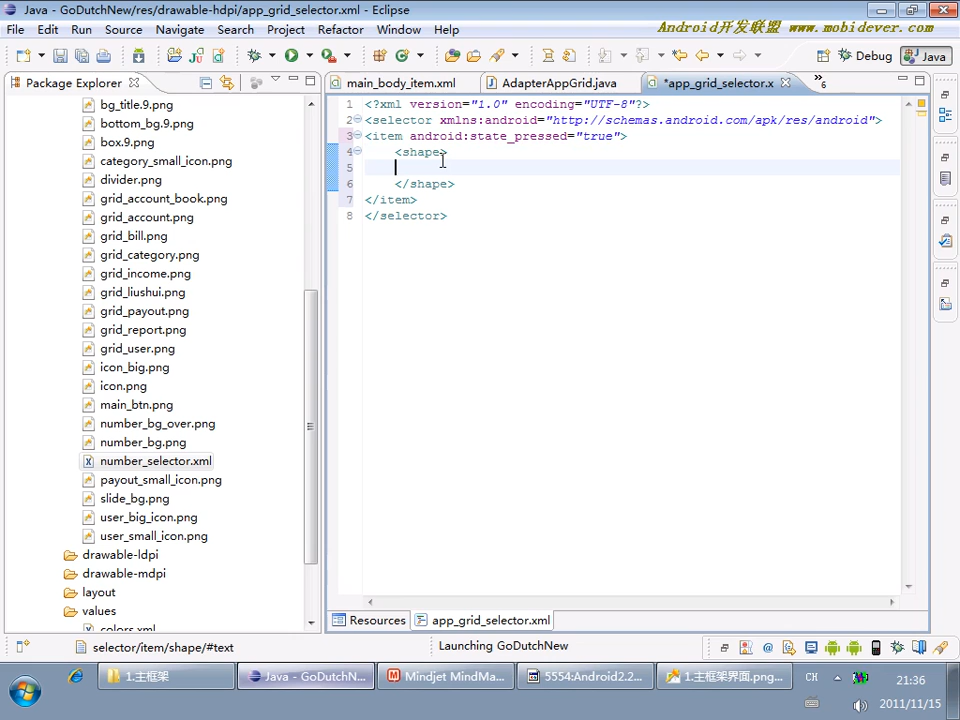 Java - GoDutchNew/res/drawable-hdpi/app_grid_selector.xml - Eclipse
File Edit Run Source Navigate Search Project Refactor Window Help
Android开发联盟 www.mobidever.com
Debug Java
Package Explorer
main_body_item.xml AdapterAppGrid.java *app_grid_selector.x »6
bg_title.9.png
bottom_bg.9.png
box.9.png
category_small_icon.png
divider.png
grid_account_book.png
grid_account.png
grid_bill.png
grid_category.png
grid_income.png
grid_liushui.png
grid_payout.png
grid_report.png
grid_user.png
icon_big.png
icon.png
main_btn.png
number_bg_over.png
number_bg.png
number_selector.xml
payout_small_icon.png
slide_bg.png
user_big_icon.png
user_small_icon.png
drawable-ldpi
drawable-mdpi
layout
values
colors.xml
1 <?xml version="1.0" encoding="UTF-8"?>
2 <selector xmlns:android="http://schemas.android.com/apk/res/android">
3 <item android:state_pressed="true">
4 <shape>
5
6 </shape>
7 </item>
8 </selector>
Resources app_grid_selector.xml
selector/item/shape/#text
Launching GoDutchNew
1.主框架
Java - GoDutchN...
Mindjet MindMa...
5554:Android2.2...
1.主框架界面.png...
CH
21:36
2011/11/15